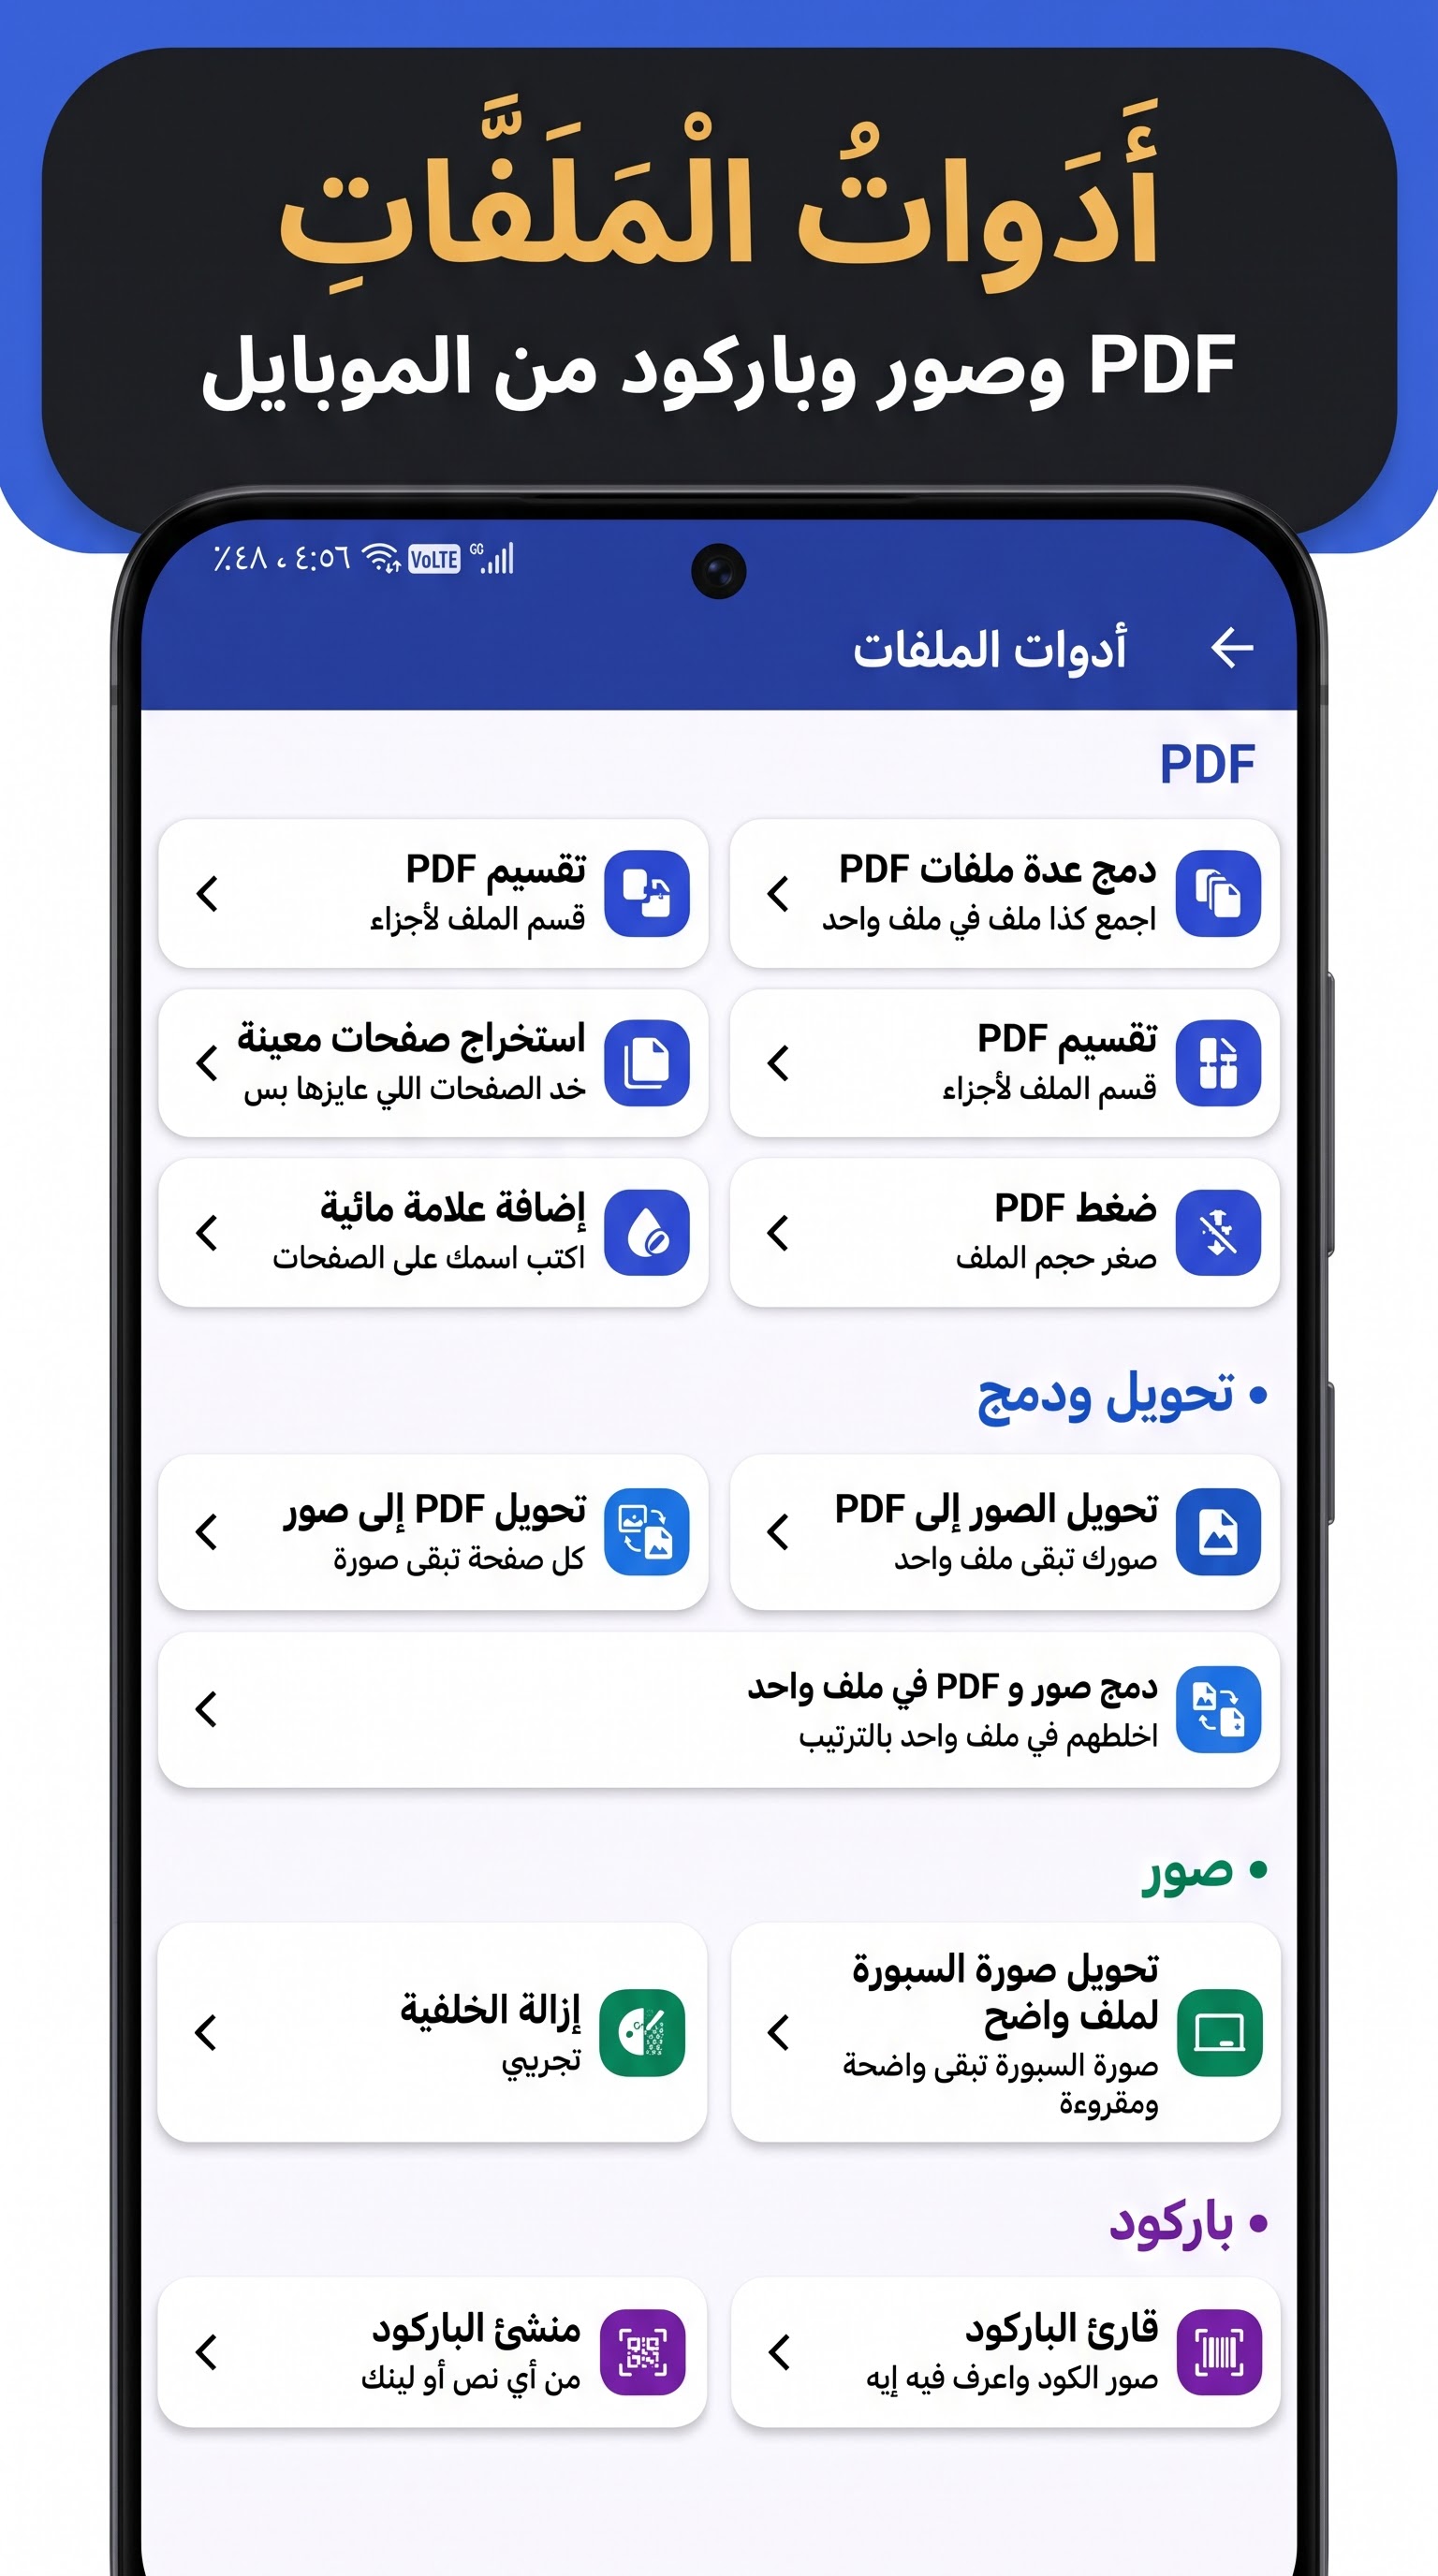 أَدَواتُ الْمَلَفَّاتِ
PDF وصور وباركود من الموبايل
٤:٥٦ ، ٤٨٪ VoLTE
أدوات الملفات
PDF
دمج عدة ملفات PDF
اجمع كذا ملف في ملف واحد
تقسيم PDF
قسم الملف لأجزاء
تقسيم PDF
قسم الملف لأجزاء
استخراج صفحات معينة
خد الصفحات اللي عايزها بس
ضغط PDF
صغر حجم الملف
إضافة علامة مائية
اكتب اسمك على الصفحات
• تحويل ودمج
تحويل الصور إلى PDF
صورك تبقى ملف واحد
تحويل PDF إلى صور
كل صفحة تبقى صورة
دمج صور و PDF في ملف واحد
اخلطهم في ملف واحد بالترتيب
• صور
تحويل صورة السبورة
لملف واضح
صورة السبورة تبقى واضحة
ومقروءة
إزالة الخلفية
تجريبي
• باركود
قارئ الباركود
صور الكود واعرف فيه إيه
منشئ الباركود
من أي نص أو لينك